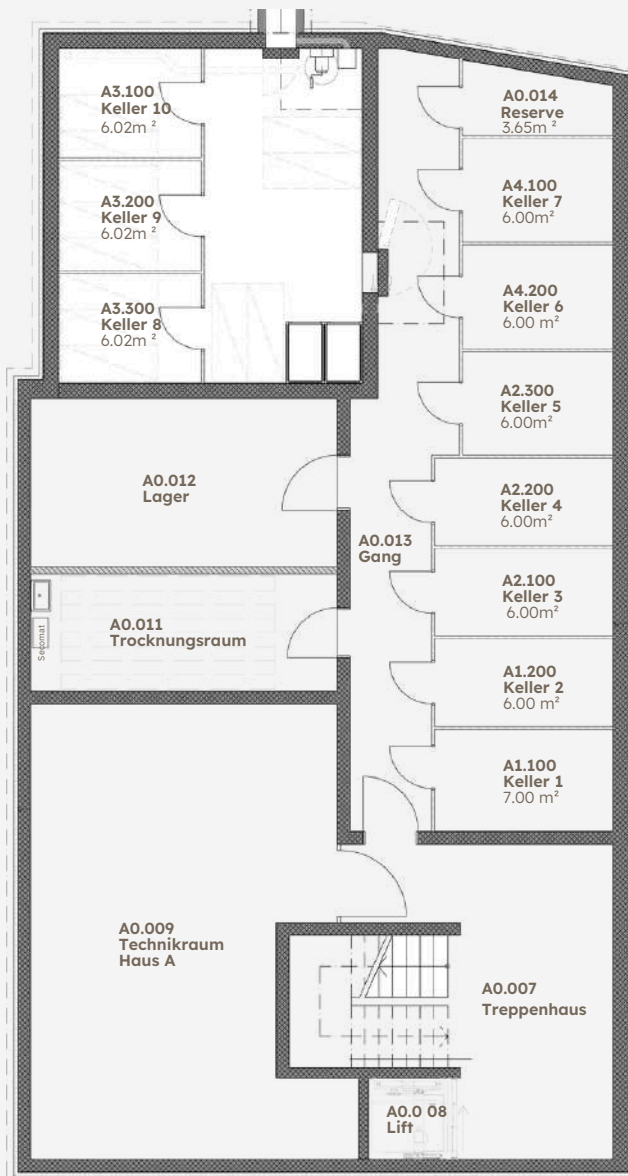 A3.100
Keller 10
6.02m ²
A3.200
Keller 9
6.02m ²
A3.300
Keller 8
6.02m ²
A0.014
Reserve
3.65m ²
A4.100
Keller 7
6.00m²
A4.200
Keller 6
6.00 m²
A2.300
Keller 5
6.00m²
A2.200
Keller 4
6.00m²
A2.100
Keller 3
6.00m²
A1.200
Keller 2
6.00 m²
A1.100
Keller 1
7.00 m²
A0.012
Lager
A0.013
Gang
A0.011
Trocknungsraum
Secomat
A0.009
Technikraum
Haus A
A0.007
Treppenhaus
A0.0 08
Lift